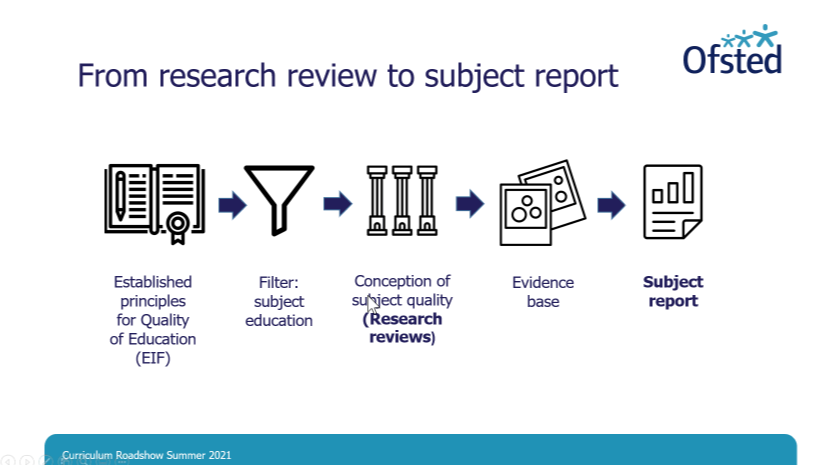 Ofsted
From research review to subject report
Established
principles
for Quality
of Education
(EIF)
Filter:
subject
education
Conception of
subject quality
(Research
reviews)
Evidence
base
Subject
report
Curriculum Roadshow Summer 2021